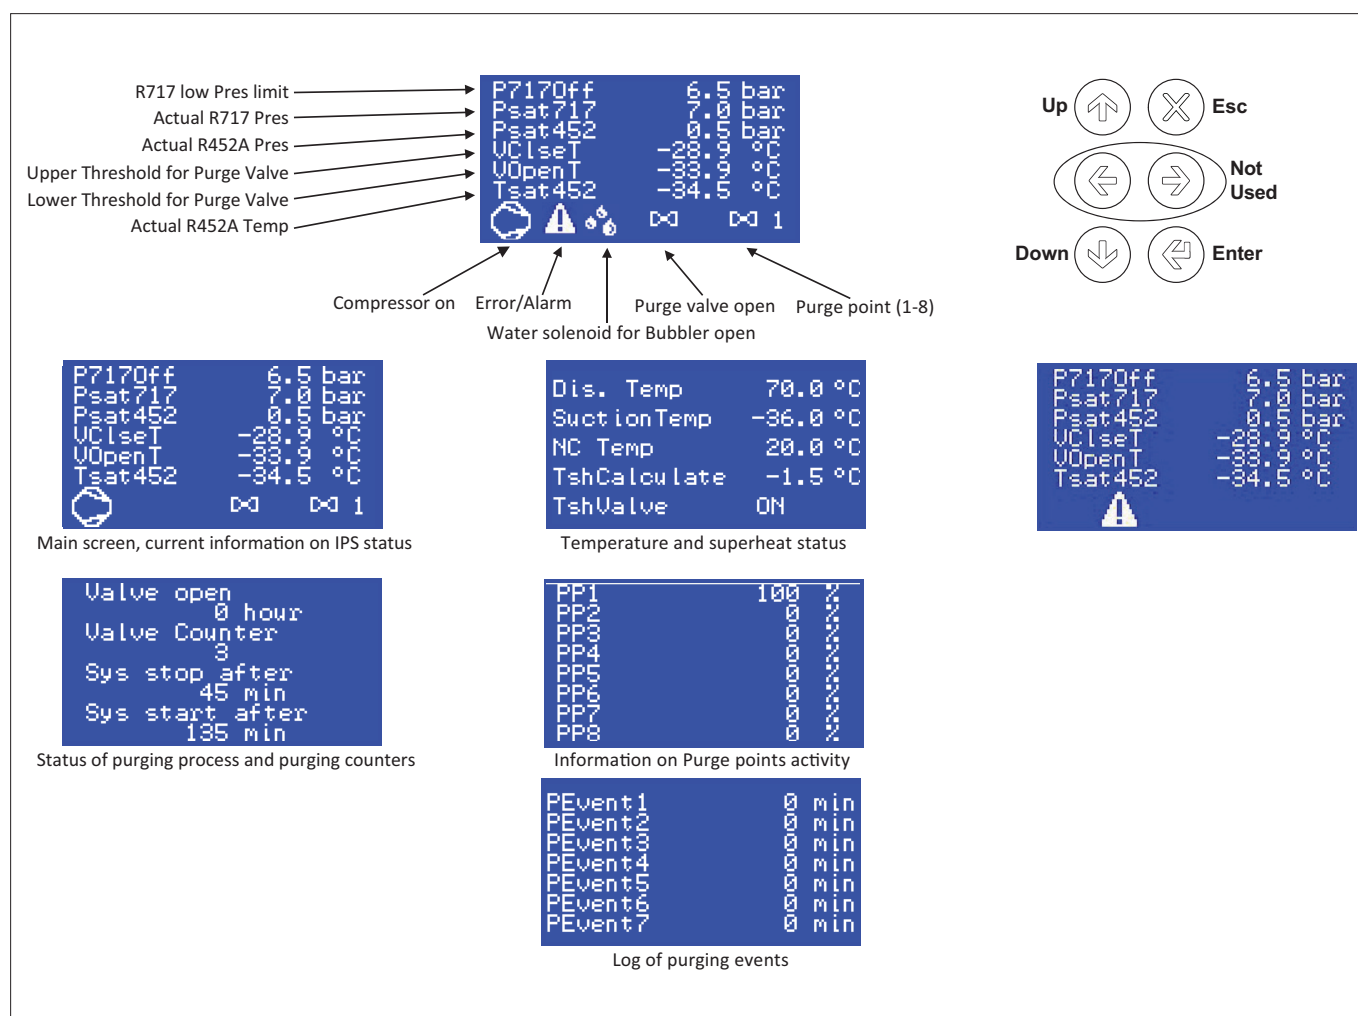 R717 low Pres limit
Actual R717 Pres
Actual R452A Pres
Upper Threshold for Purge Valve
Lower Threshold for Purge Valve
Actual R452A Temp
P717Off 6.5 bar
Psat717 7.0 bar
Psat452 0.5 bar
VClseT -28.9 °C
VOpenT -33.9 °C
Tsat452 -34.5 °C
1
Compressor on
Error/Alarm
Water solenoid for Bubbler open
Purge valve open
Purge point (1-8)
Up
Esc
Not
Used
Down
Enter
P717Off 6.5 bar
Psat717 7.0 bar
Psat452 0.5 bar
VClseT -28.9 °C
VOpenT -33.9 °C
Tsat452 -34.5 °C
1
Main screen, current information on IPS status
Dis. Temp 70.0 °C
SuctionTemp -36.0 °C
NC Temp 20.0 °C
TshCalculate -1.5 °C
TshValve ON
Temperature and superheat status
P717Off 6.5 bar
Psat717 7.0 bar
Psat452 0.5 bar
VClseT -28.9 °C
VOpenT -33.9 °C
Tsat452 -34.5 °C
Valve open
0 hour
Valve Counter
3
Sys stop after
45 min
Sys start after
135 min
Status of purging process and purging counters
PP1 100 %
PP2 0 %
PP3 0 %
PP4 0 %
PP5 0 %
PP6 0 %
PP7 0 %
PP8 0 %
Information on Purge points activity
PEvent1 0 min
PEvent2 0 min
PEvent3 0 min
PEvent4 0 min
PEvent5 0 min
PEvent6 0 min
PEvent7 0 min
Log of purging events